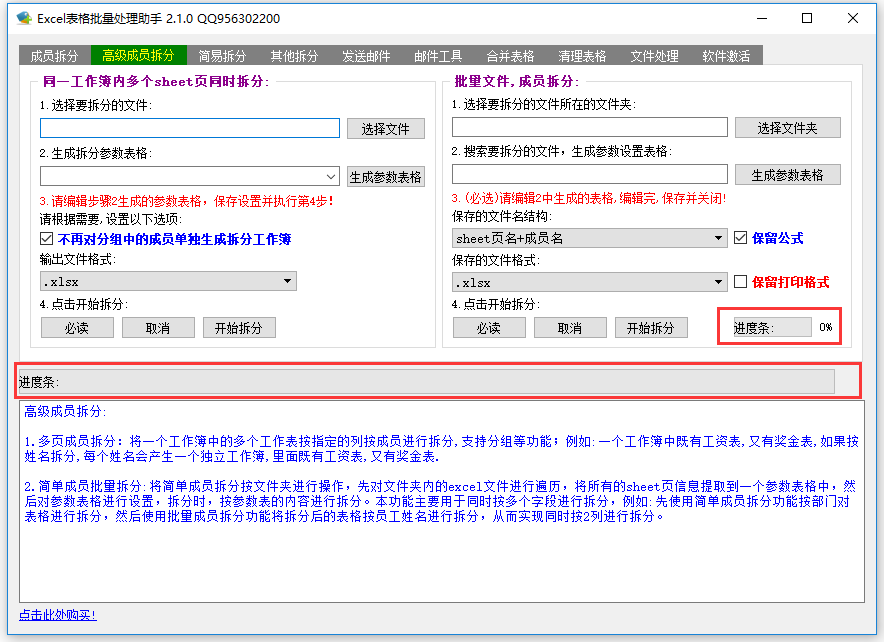 Excel表格批量处理助手 2.1.0 QQ956302200
成员拆分 高级成员拆分 简易拆分 其他拆分 发送邮件 邮件工具 合并表格 清理表格 文件处理 软件激活
同一工作簿内多个sheet页同时拆分:
1.选择要拆分的文件:
选择文件
2.生成拆分参数表格:
生成参数表格
3.请编辑步骤2生成的参数表格，保存设置并执行第4步!
请根据需要,设置以下选项:
不再对分组中的成员单独生成拆分工作簿
输出文件格式:
.xlsx
4.点击开始拆分:
必读 取消 开始拆分
批量文件,成员拆分:
1.选择要拆分的文件所在的文件夹:
选择文件夹
2.搜索要拆分的文件，生成参数设置表格:
生成参数表格
3.(必选)请编辑2中生成的表格,编辑完,保存并关闭!
保存的文件名结构:
sheet页名+成员名 保留公式
保存的文件格式:
.xlsx 保留打印格式
4.点击开始拆分:
必读 取消 开始拆分 进度条: 0%
进度条:
高级成员拆分:
1.多页成员拆分：将一个工作簿中的多个工作表按指定的列按成员进行拆分,支持分组等功能；例如:一个工作簿中既有工资表,又有奖金表,如果按
姓名拆分,每个姓名会产生一个独立工作簿,里面既有工资表,又有奖金表.
2.简单成员批量拆分:将简单成员拆分按文件夹进行操作，先对文件夹内的excel文件进行遍历，将所有的sheet页信息提取到一个参数表格中，然
后对参数表格进行设置，拆分时，按参数表的内容进行拆分。本功能主要用于同时按多个字段进行拆分，例如:先使用简单成员拆分功能按部门对
表格进行拆分，然后使用批量成员拆分功能将拆分后的表格按员工姓名进行拆分，从而实现同时按2列进行拆分。
点击此处购买!